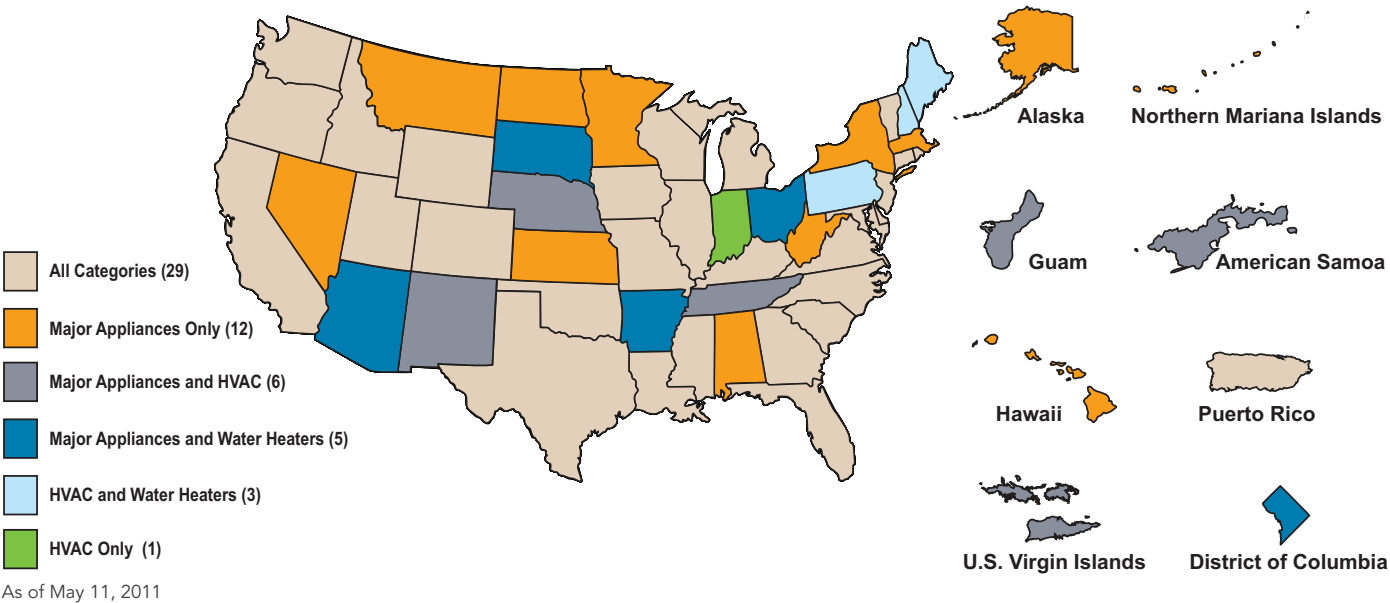 Alaska
Northern Mariana Islands
Guam
American Samoa
Hawaii
Puerto Rico
U.S. Virgin Islands
District of Columbia
All Categories (29)
Major Appliances Only (12)
Major Appliances and HVAC (6)
Major Appliances and Water Heaters (5)
HVAC and Water Heaters (3)
HVAC Only (1)
As of May 11, 2011